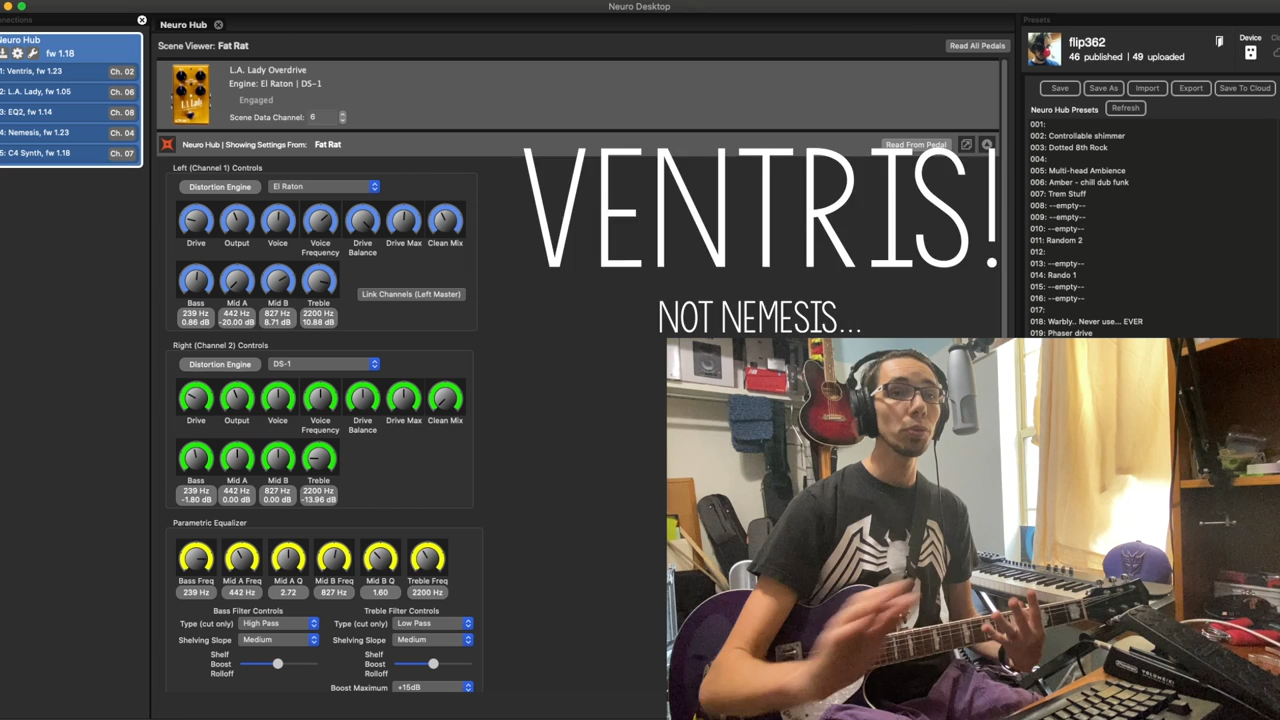 Neuro Desktop
nnections
Neuro Hub
Presets
Neuro Hub
fw 1.18
1: Ventris, fw 1.23 Ch. 02
2: L.A. Lady, fw 1.05 Ch. 06
3: EQ2, fw 1.14 Ch. 08
4: Nemesis, fw 1.23 Ch. 04
5: C4 Synth, fw 1.18 Ch. 07
Scene Viewer: Fat Rat
Read All Pedals
L.A. Lady Overdrive
Engine: El Raton | DS-1
Engaged
Scene Data Channel: 6
Neuro Hub | Showing Settings From: Fat Rat
Read From Pedal
Left (Channel 1) Controls
Distortion Engine El Raton
Drive Output Voice Voice Frequency Drive Balance Drive Max Clean Mix
Bass Mid A Mid B Treble
239 Hz 442 Hz 827 Hz 2200 Hz
0.86 dB -20.00 dB 8.71 dB 10.88 dB
Link Channels (Left Master)
Right (Channel 2) Controls
Distortion Engine DS-1
Drive Output Voice Voice Frequency Drive Balance Drive Max Clean Mix
Bass Mid A Mid B Treble
239 Hz 442 Hz 827 Hz 2200 Hz
-1.80 dB 0.00 dB 0.00 dB -13.96 dB
Parametric Equalizer
Bass Freq Mid A Freq Mid A Q Mid B Freq Mid B Q Treble Freq
239 Hz 442 Hz 2.72 827 Hz 1.60 2200 Hz
Bass Filter Controls Treble Filter Controls
Type (cut only) High Pass Type (cut only) Low Pass
Shelving Slope Medium Shelving Slope Medium
Shelf Shelf
Boost Boost
Rolloff Rolloff
Boost Maximum +15dB
VENTRIS!
NOT NEMESIS...
flip362
46 published | 49 uploaded
Device
Clo
Save Save As Import Export Save To Cloud
Neuro Hub Presets Refresh
001:
002: Controllable shimmer
003: Dotted 8th Rock
004:
005: Multi-head Ambience
006: Amber - chill dub funk
007: Trem Stuff
008: --empty--
009: --empty--
010: --empty--
011: Random 2
012:
013: --empty--
014: Rando 1
015: --empty--
016: --empty--
017:
018: Warbly.. Never use... EVER
019: Phaser drive